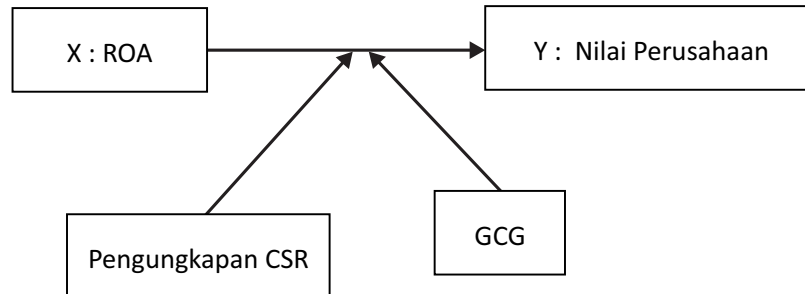 X : ROA
Y : Nilai Perusahaan
Pengungkapan CSR
GCG